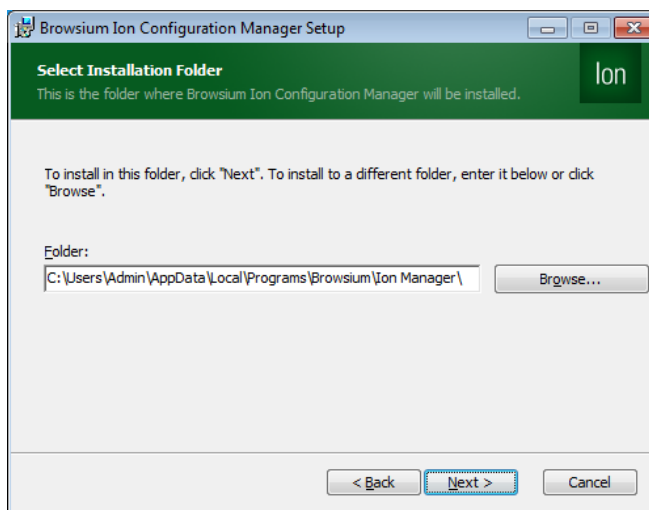 Browsium Ion Configuration Manager Setup
Select Installation Folder
This is the folder where Browsium Ion Configuration Manager will be installed.
Ion
To install in this folder, click "Next". To install to a different folder, enter it below or click
"Browse".
Folder:
C:\Users\Admin\AppData\Local\Programs\Browsium\Ion Manager\
Browse...
< Back
Next >
Cancel